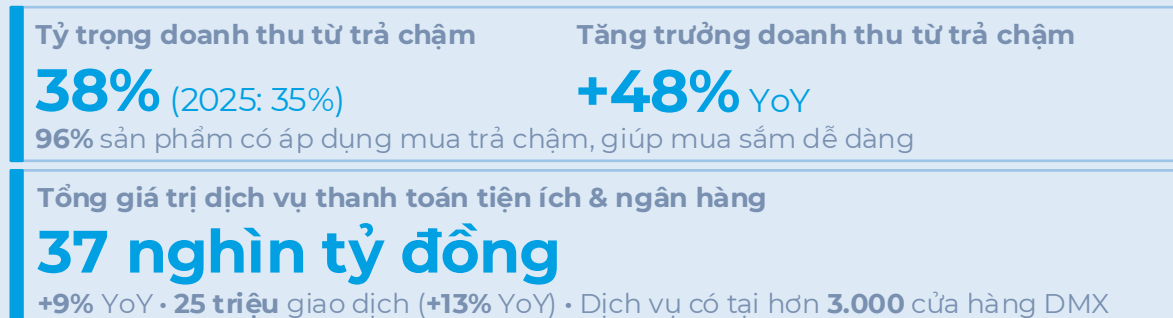 Tỷ trọng doanh thu từ trả chậm
Tăng trưởng doanh thu từ trả chậm
38% (2025: 35%)
+48% YoY
96% sản phẩm có áp dụng mua trả chậm, giúp mua sắm dễ dàng
Tổng giá trị dịch vụ thanh toán tiện ích & ngân hàng
37 nghìn tỷ đồng
+9% YoY • 25 triệu giao dịch (+13% YoY) • Dịch vụ có tại hơn 3.000 cửa hàng DMX